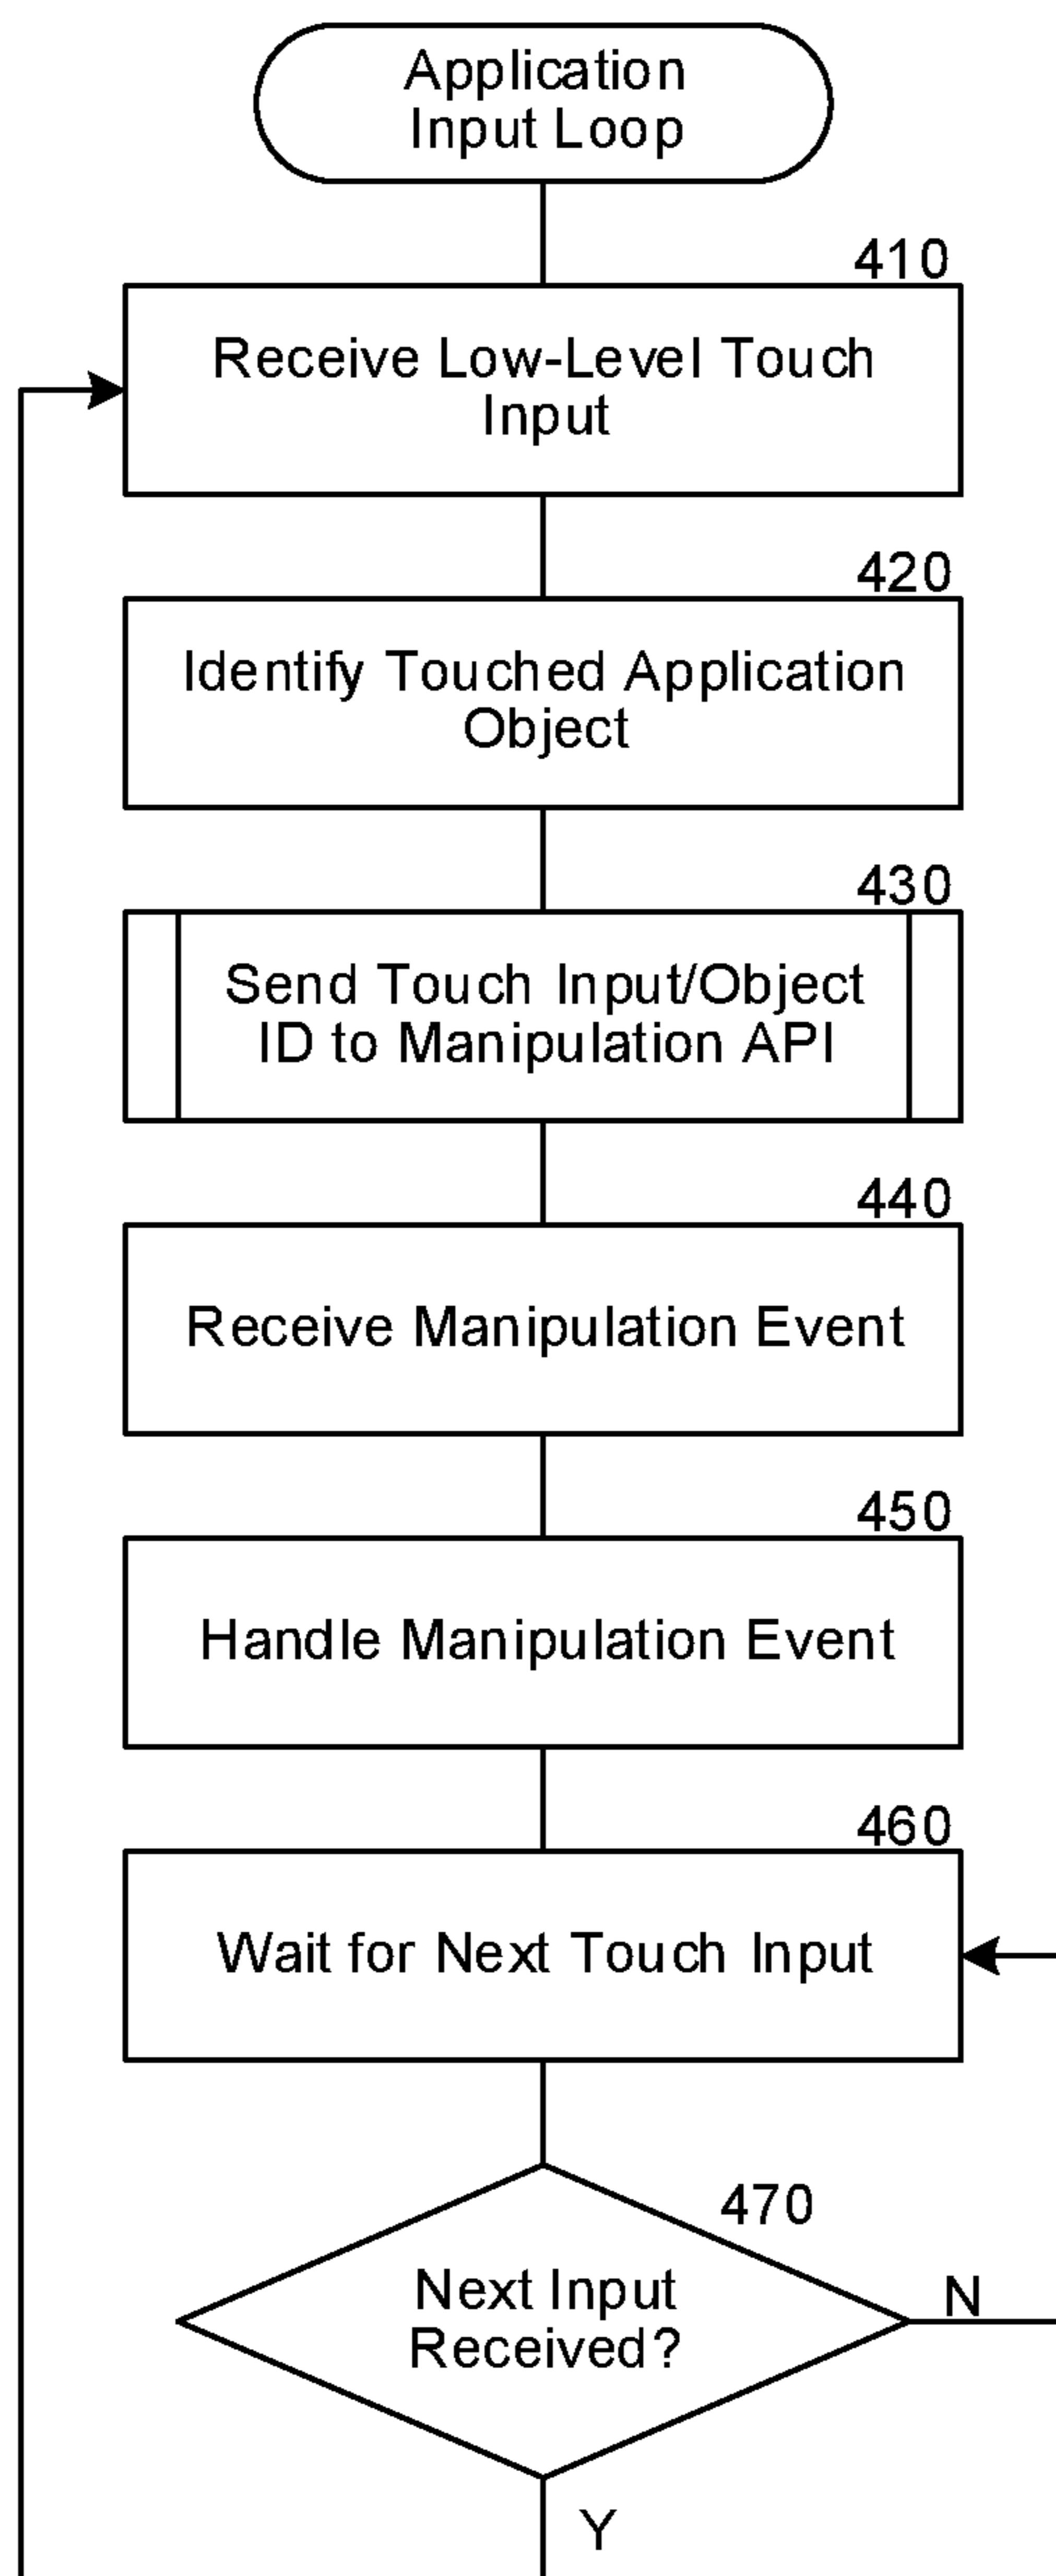 Application
Input Loop
410
Receive Low-Level Touch
Input
420
Identify Touched Application
Object
430
Send Touch Input/Object
ID to Manipulation API
440
Receive Manipulation Event
450
Handle Manipulation Event
460
Wait for Next Touch Input
470
Next Input
Received?
N
Y